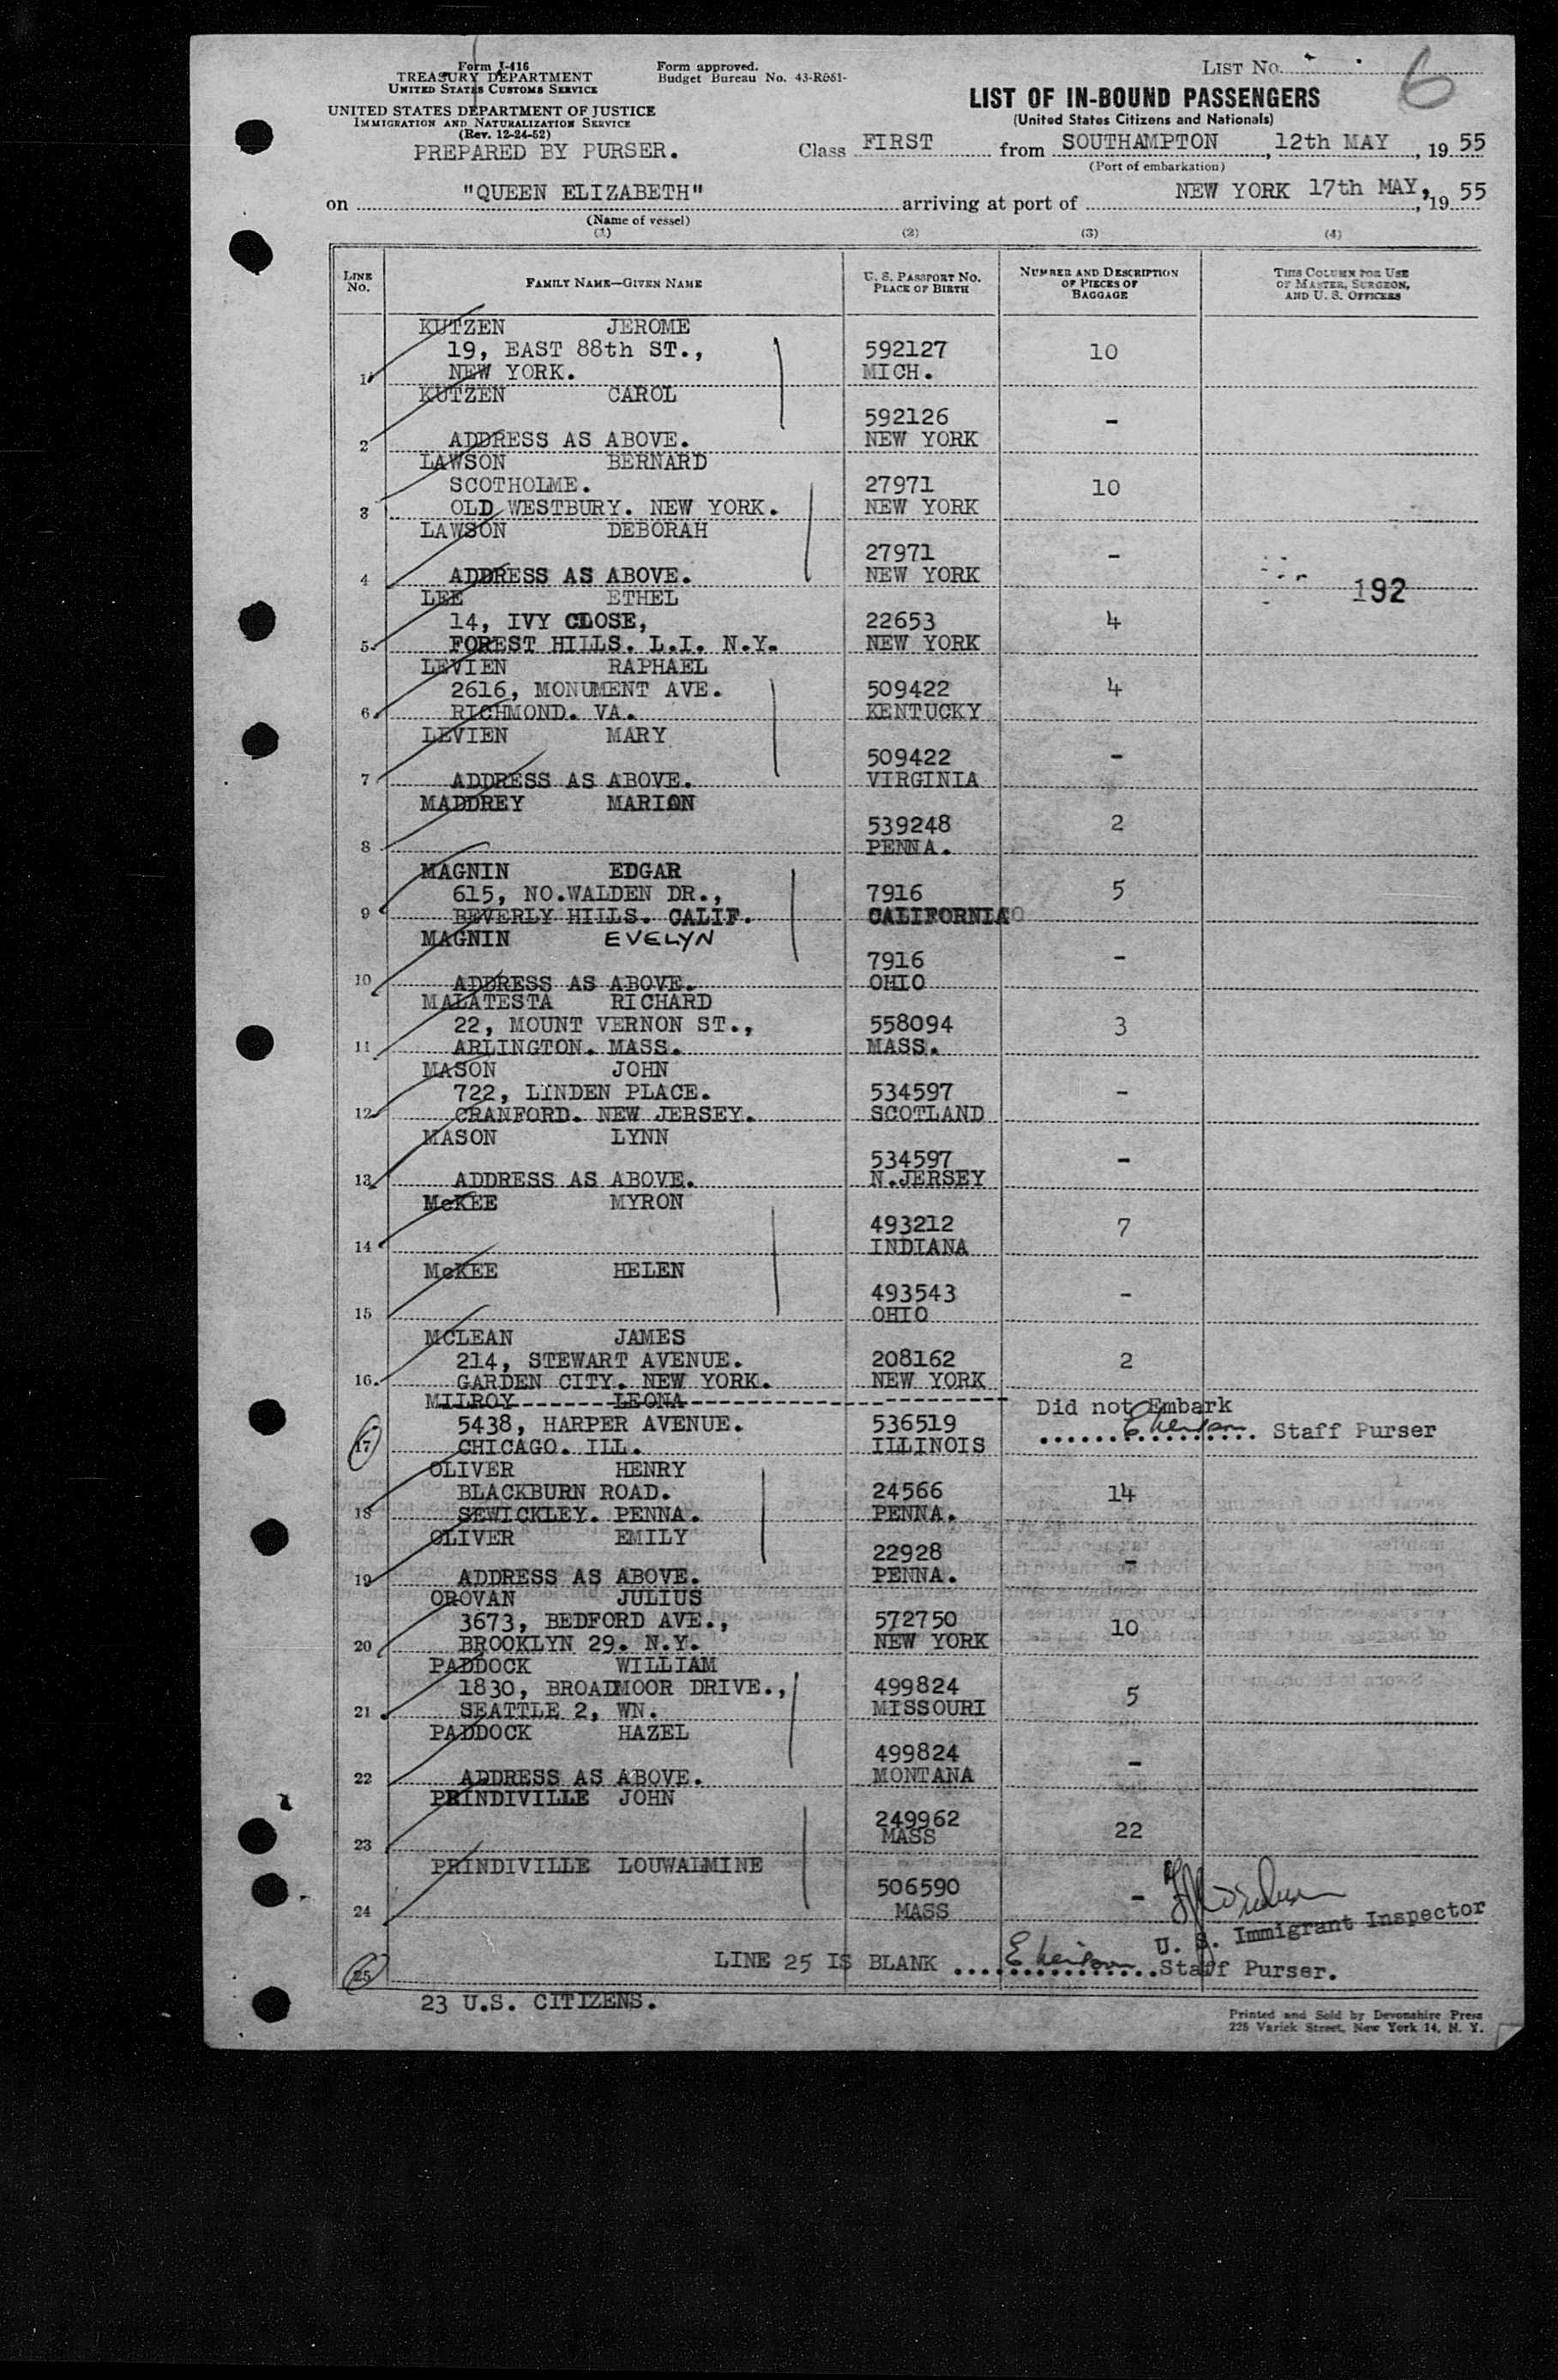 Form I-416
TREASURY DEPARTMENT
UNITED STATES CUSTOMS SERVICE
UNITED STATES DEPARTMENT OF JUSTICE
IMMIGRATION AND NATURALIZATION SERVICE
(Rev. 12-24-52)
PREPARED BY PURSER.
Form approved.
Budget Bureau No. 43-R061-
LIST NO. 6
LIST OF IN-BOUND PASSENGERS
(United States Citizens and Nationals)
Class FIRST from SOUTHAMPTON, 12th MAY, 19 55
(Port of embarkation)
on "QUEEN ELIZABETH" arriving at port of NEW YORK 17th MAY, 19 55
(Name of vessel)
(1) (2) (3) (4)
LINE NO. FAMILY NAME—GIVEN NAME U. S. PASSPORT NO. PLACE OF BIRTH NUMBER AND DESCRIPTION OF PIECES OF BAGGAGE THIS COLUMN FOR USE OF MASTER, SURGEON, AND U. S. OFFICERS
KUTZEN JEROME
19, EAST 88th ST., 592127 10
1 NEW YORK. MICH.
KUTZEN CAROL
592126 -
2 ADDRESS AS ABOVE. NEW YORK
LAWSON BERNARD
SCOTHOLME. 27971 10
3 OLD WESTBURY. NEW YORK. NEW YORK
LAWSON DEBORAH
27971 -
4 ADDRESS AS ABOVE. NEW YORK 192
LEE ETHEL
14, IVY CLOSE, 22653 4
5 FOREST HILLS. L.I. N.Y. NEW YORK
LEVIEN RAPHAEL
2616, MONUMENT AVE. 509422 4
6 RICHMOND. VA. KENTUCKY
LEVIEN MARY
509422 -
7 ADDRESS AS ABOVE. VIRGINIA
MADDREY MARION
539248 2
8 PENNA.
MAGNIN EDGAR
615, NO.WALDEN DR., 7916 5
9 BEVERLY HILLS. CALIF. CALIFORNIA
MAGNIN EVELYN
7916 -
10 ADDRESS AS ABOVE. OHIO
MALATESTA RICHARD
22, MOUNT VERNON ST., 558094 3
11 ARLINGTON. MASS. MASS.
MASON JOHN
722, LINDEN PLACE. 534597 -
12 CRANFORD. NEW JERSEY. SCOTLAND
MASON LYNN
534597 -
13 ADDRESS AS ABOVE. N.JERSEY
McKEE MYRON
493212 7
14 INDIANA
McKEE HELEN
493543 -
15 OHIO
MCLEAN JAMES
214, STEWART AVENUE. 208162 2
16 GARDEN CITY. NEW YORK. NEW YORK
MILROY LEONA Did not Embark
5438, HARPER AVENUE. 536519 Staff Purser
17 CHICAGO. ILL. ILLINOIS
OLIVER HENRY
BLACKBURN ROAD. 24566 14
18 SEWICKLEY. PENNA. PENNA.
OLIVER EMILY
22928 -
19 ADDRESS AS ABOVE. PENNA.
OROVAN JULIUS
3673, BEDFORD AVE., 572750 10
20 BROOKLYN 29. N.Y. NEW YORK
PADDOCK WILLIAM
1830, BROADMOOR DRIVE., 499824 5
21 SEATTLE 2, WN. MISSOURI
PADDOCK HAZEL
499824 -
22 ADDRESS AS ABOVE. MONTANA
PRINDIVILLE JOHN
249962 22
23 MASS
PRINDIVILLE LOUWALMINE
506590 -
24 MASS
U. S. Immigrant Inspector
25 LINE 25 IS BLANK Staff Purser.
23 U.S. CITIZENS.
Printed and Sold by Devonshire Press
225 Varick Street, New York 14, N. Y.